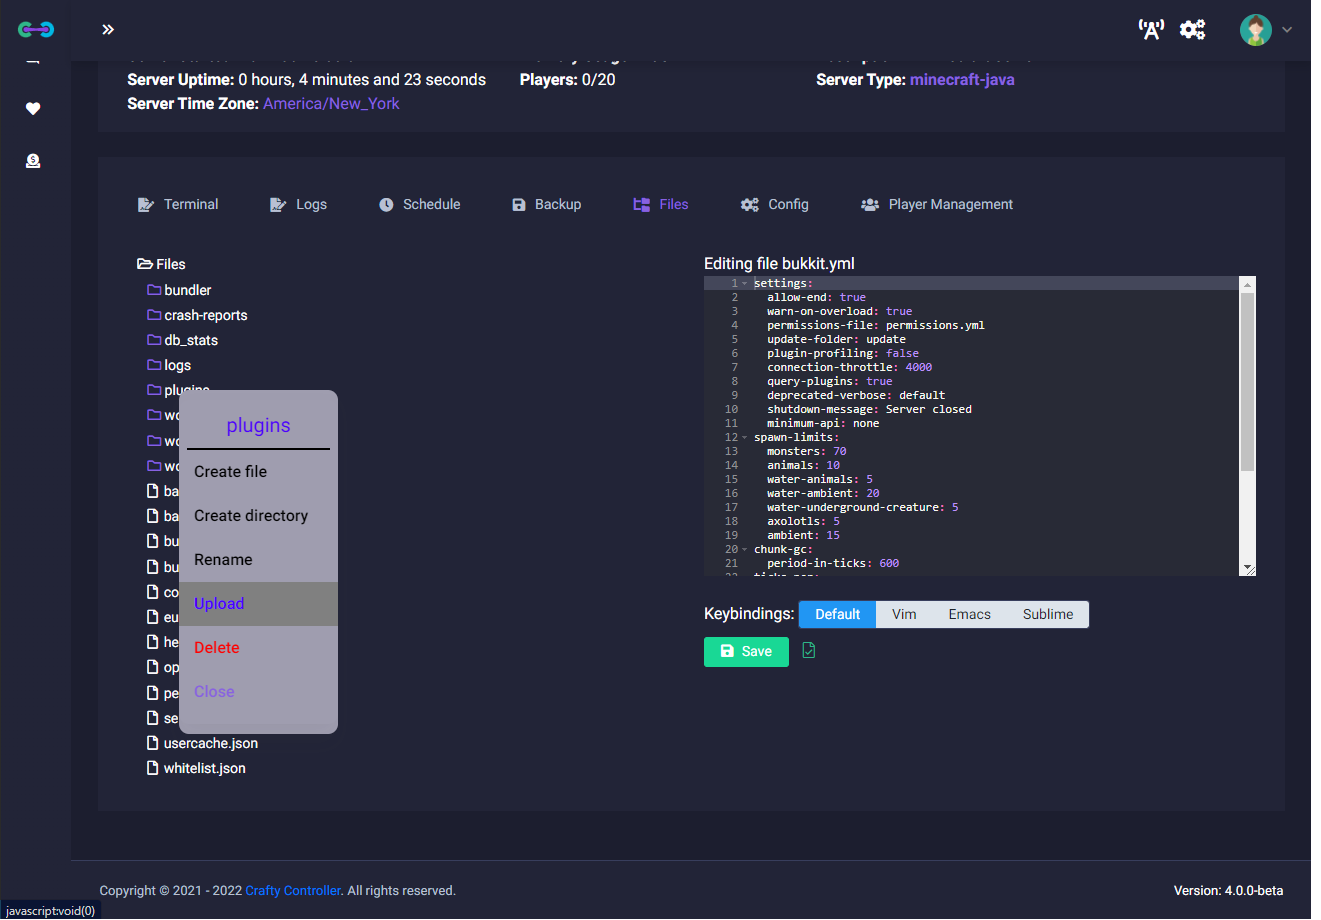 Server Uptime: 0 hours, 4 minutes and 23 seconds
Players: 0/20
Server Type: minecraft-java
Server Time Zone: America/New_York
Terminal
Logs
Schedule
Backup
Files
Config
Player Management
Files
bundler
crash-reports
db_stats
logs
plugins
wo
wo
wo
ba
ba
bu
bu
co
eu
he
op
pe
se
usercache.json
whitelist.json
plugins
Create file
Create directory
Rename
Upload
Delete
Close
Editing file bukkit.yml
1 settings:
2 allow-end: true
3 warn-on-overload: true
4 permissions-file: permissions.yml
5 update-folder: update
6 plugin-profiling: false
7 connection-throttle: 4000
8 query-plugins: true
9 deprecated-verbose: default
10 shutdown-message: Server closed
11 minimum-api: none
12 spawn-limits:
13 monsters: 70
14 animals: 10
15 water-animals: 5
16 water-ambient: 20
17 water-underground-creature: 5
18 axolotls: 5
19 ambient: 15
20 chunk-gc:
21 period-in-ticks: 600
Keybindings: Default Vim Emacs Sublime
Save
Copyright © 2021 - 2022 Crafty Controller. All rights reserved.
Version: 4.0.0-beta
javascript:void(0)